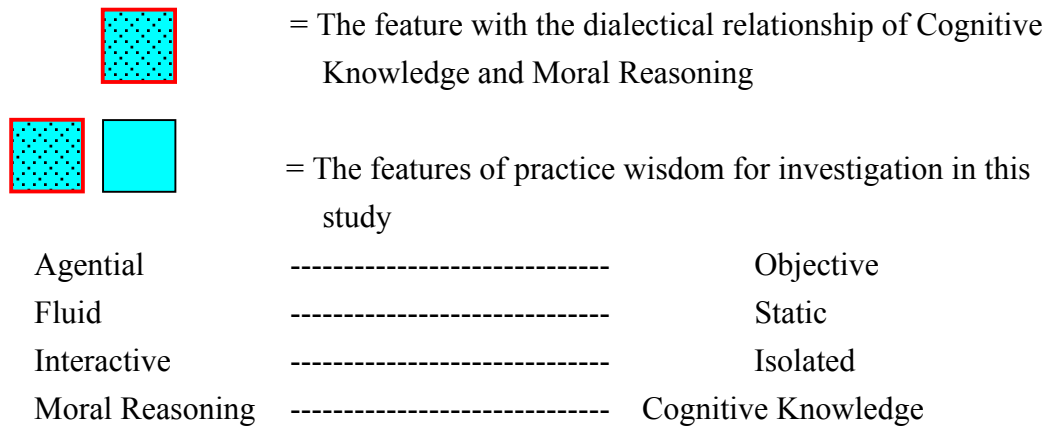 = The feature with the dialectical relationship of Cognitive
Knowledge and Moral Reasoning
= The features of practice wisdom for investigation in this
study
Agential ------------------------------ Objective
Fluid ------------------------------ Static
Interactive ------------------------------ Isolated
Moral Reasoning ------------------------------ Cognitive Knowledge